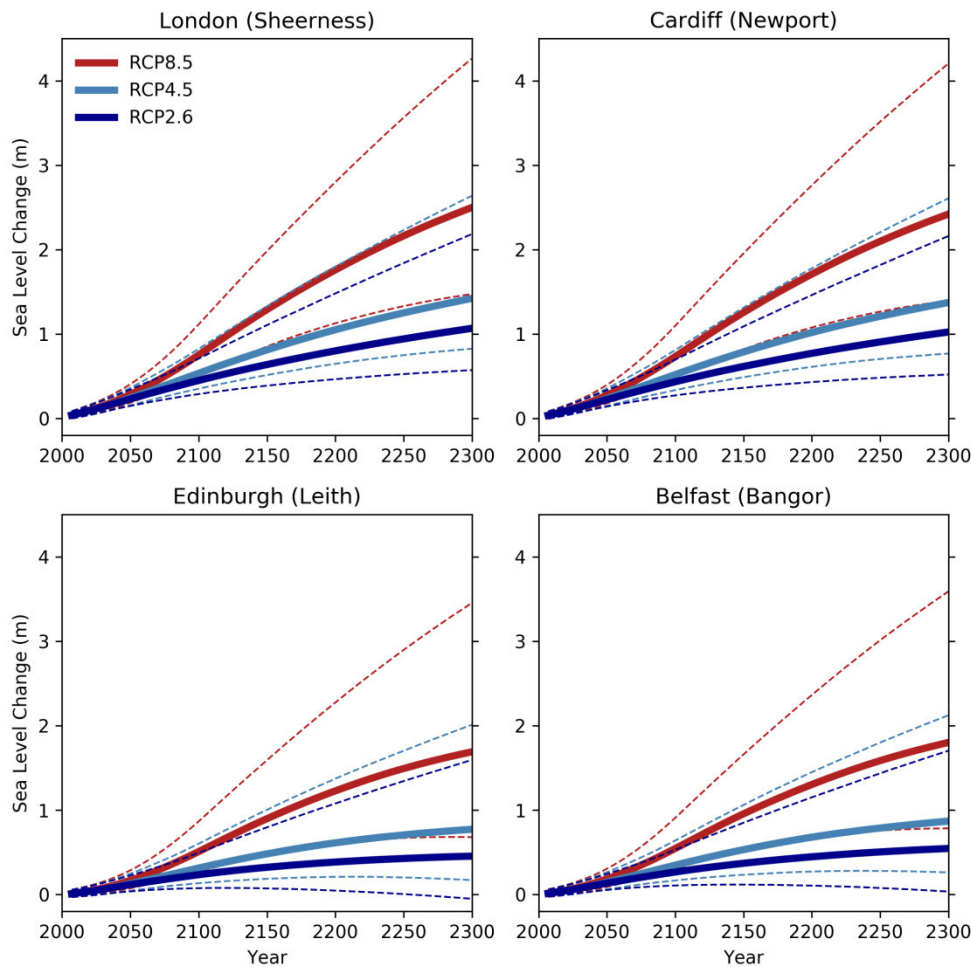 London (Sheerness)
Cardiff (Newport)
RCP8.5
RCP4.5
RCP2.6
Sea Level Change (m)
4
3
2
1
0
2000 2050 2100 2150 2200 2250 2300
4
3
2
1
0
2000 2050 2100 2150 2200 2250 2300
Edinburgh (Leith)
Belfast (Bangor)
Sea Level Change (m)
4
3
2
1
0
2000 2050 2100 2150 2200 2250 2300
Year
4
3
2
1
0
2000 2050 2100 2150 2200 2250 2300
Year